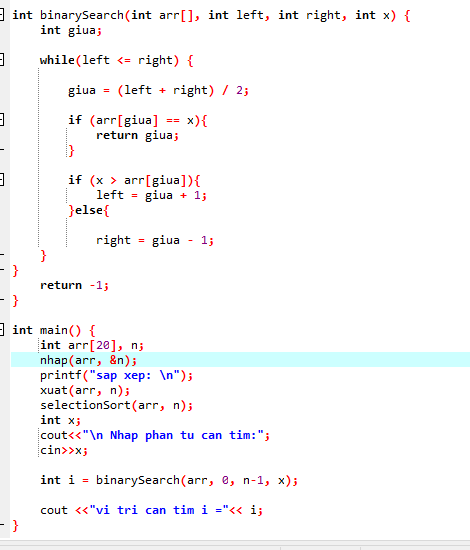 int binarySearch(int arr[], int left, int right, int x) {
int giua;
while(left <= right) {
giua = (left + right) / 2;
if (arr[giua] == x){
return giua;
}
if (x > arr[giua]){
left = giua + 1;
}else{
right = giua - 1;
}
}
return -1;
}
int main() {
int arr[20], n;
nhap(arr, &n);
printf("sap xep: \n");
xuat(arr, n);
selectionSort(arr, n);
int x;
cout<<"\n Nhap phan tu can tim:";
cin>>x;
int i = binarySearch(arr, 0, n-1, x);
cout <<"vi tri can tim i ="<< i;
}